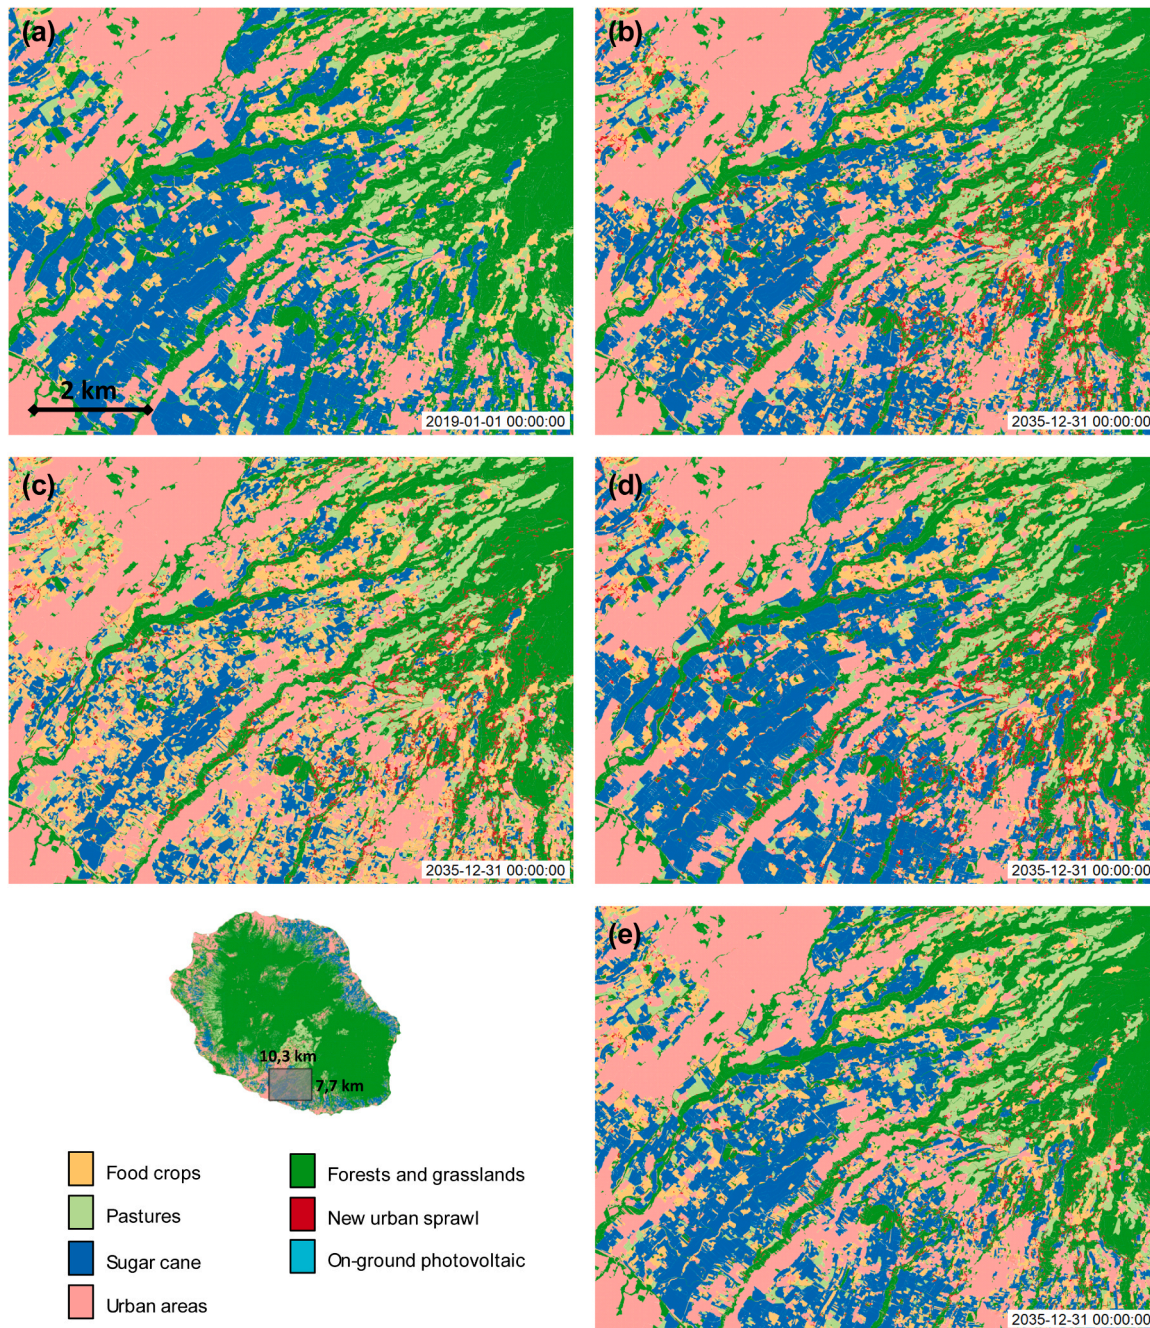 (a)
(b)
2 km
2019-01-01 00:00:00
2035-12-31 00:00:00
(c)
(d)
2035-12-31 00:00:00
2035-12-31 00:00:00
(e)
10,3 km
7,7 km
Food crops
Forests and grasslands
Pastures
New urban sprawl
Sugar cane
On-ground photovoltaic
Urban areas
2035-12-31 00:00:00